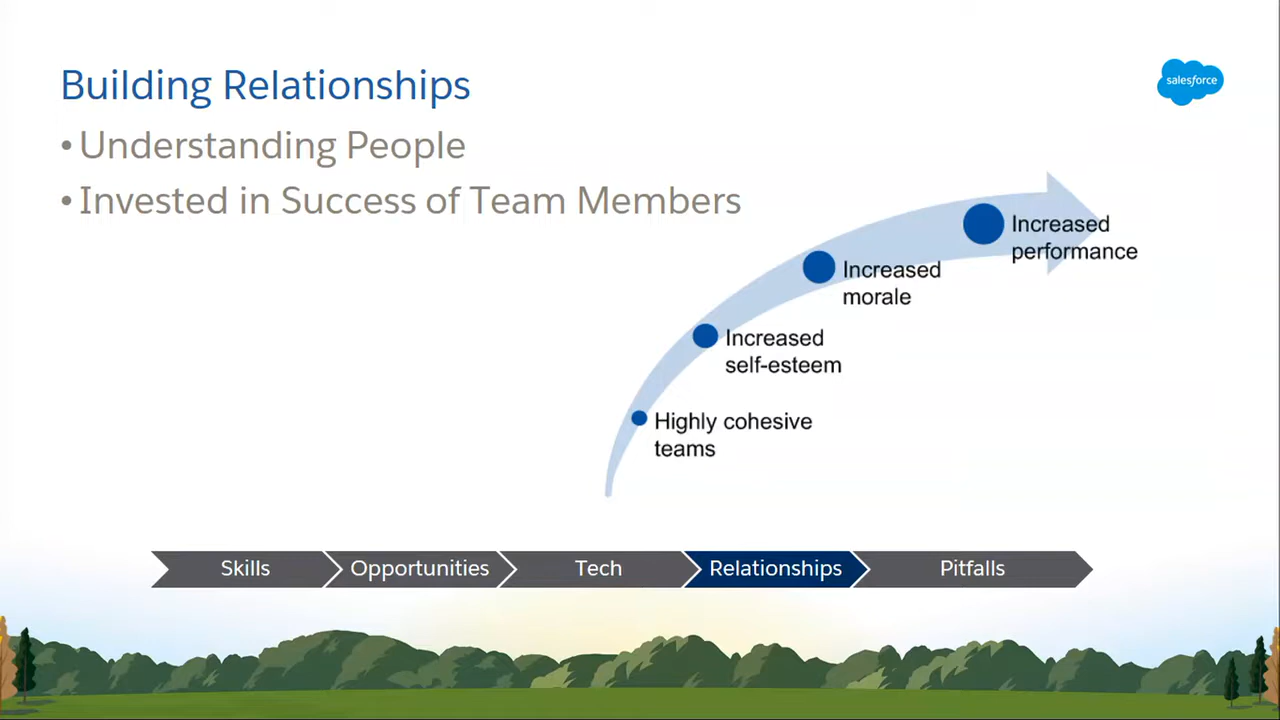 Building Relationships
salesforce
• Understanding People
• Invested in Success of Team Members
Increased
performance
Increased
morale
Increased
self-esteem
Highly cohesive
teams
Skills
Opportunities
Tech
Relationships
Pitfalls